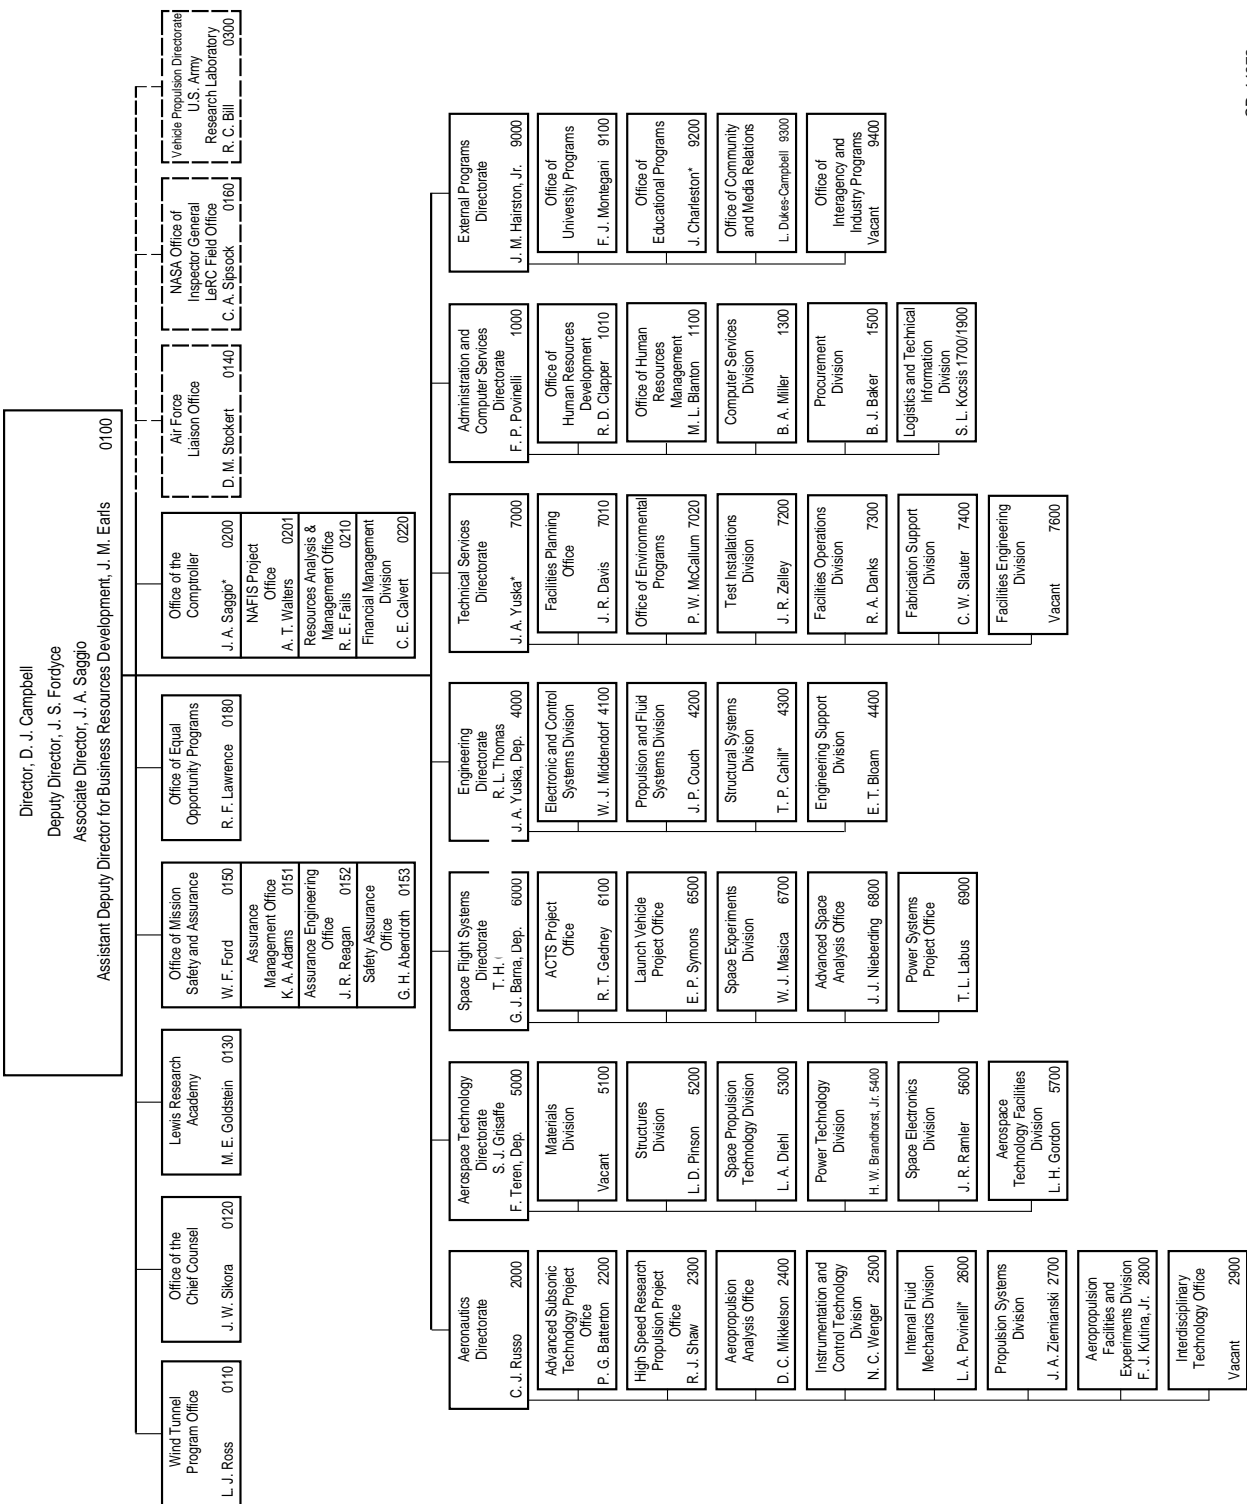 Director, D. J. Campbell
Deputy Director, J. S. Fordyce
Associate Director, J. A. Saggio
Assistant Deputy Director for Business Resources Development, J. M. Earls 0100
Wind Tunnel
Program Office
L. J. Ross 0110
Office of the
Chief Counsel
J. W. Sikora 0120
Lewis Research
Academy
M. E. Goldstein 0130
Office of Mission
Safety and Assurance
W. F. Ford 0150
Assurance
Management Office
K. A. Adams 0151
Assurance Engineering
Office
J. R. Reagan 0152
Safety Assurance
Office
G. H. Abendroth 0153
Office of Equal
Opportunity Programs
R. F. Lawrence 0180
Office of the
Comptroller
J. A. Saggio* 0200
NAFIS Project
Office
A. T. Walters 0201
Resources Analysis &
Management Office
R. E. Fails 0210
Financial Management
Division
C. E. Calvert 0220
Air Force
Liaison Office
D. M. Stockert 0140
NASA Office of
Inspector General
LeRC Field Office
C. A. Sipsock 0160
Vehicle Propulsion Directorate
U.S. Army
Research Laboratory
R. C. Bill 0300
Aeronautics
Directorate
C. J. Russo 2000
Advanced Subsonic
Technology Project
Office
P. G. Batterton 2200
High Speed Research
Propulsion Project
Office
R. J. Shaw 2300
Aeropropulsion
Analysis Office
D. C. Mikkelson 2400
Instrumentation and
Control Technology
Division
N. C. Wenger 2500
Internal Fluid
Mechanics Division
L. A. Povinelli* 2600
Propulsion Systems
Division
J. A. Ziemianski 2700
Aeropropulsion
Facilities and
Experiments Division
F. J. Kutina, Jr. 2800
Interdisciplinary
Technology Office
Vacant 2900
Aerospace Technology
Directorate
S. J. Grisaffe
F. Teren, Dep. 5000
Materials
Division
Vacant 5100
Structures
Division
L. D. Pinson 5200
Space Propulsion
Technology Division
L. A. Diehl 5300
Power Technology
Division
H. W. Brandhorst, Jr. 5400
Space Electronics
Division
J. R. Ramler 5600
Aerospace
Technology Facilities
Division
L. H. Gordon 5700
Space Flight Systems
Directorate
T. H.
G. J. Barna, Dep. 6000
ACTS Project
Office
R. T. Gedney 6100
Launch Vehicle
Project Office
E. P. Symons 6500
Space Experiments
Division
W. J. Masica 6700
Advanced Space
Analysis Office
J. J. Nieberding 6800
Power Systems
Project Office
T. L. Labus 6900
Engineering
Directorate
R. L. Thomas
J. A. Yuska, Dep. 4000
Electronic and Control
Systems Division
W. J. Middendorf 4100
Propulsion and Fluid
Systems Division
J. P. Couch 4200
Structural Systems
Division
T. P. Cahill* 4300
Engineering Support
Division
E. T. Bloam 4400
Technical Services
Directorate
J. A. Yuska* 7000
Facilities Planning
Office
J. R. Davis 7010
Office of Environmental
Programs
P. W. McCallum 7020
Test Installations
Division
J. R. Zelley 7200
Facilities Operations
Division
R. A. Danks 7300
Fabrication Support
Division
C. W. Slauter 7400
Facilities Engineering
Division
Vacant 7600
Administration and
Computer Services
Directorate
F. P. Povinelli 1000
Office of
Human Resources
Development
R. D. Clapper 1010
Office of Human
Resources
Management
M. L. Blanton 1100
Computer Services
Division
B. A. Miller 1300
Procurement
Division
B. J. Baker 1500
Logistics and Technical
Information
Division
S. L. Kocsis 1700/1900
External Programs
Directorate
J. M. Hairston, Jr. 9000
Office of
University Programs
F. J. Montegani 9100
Office of
Educational Programs
J. Charleston* 9200
Office of Community
and Media Relations
L. Dukes-Campbell 9300
Office of
Interagency and
Industry Programs
Vacant 9400